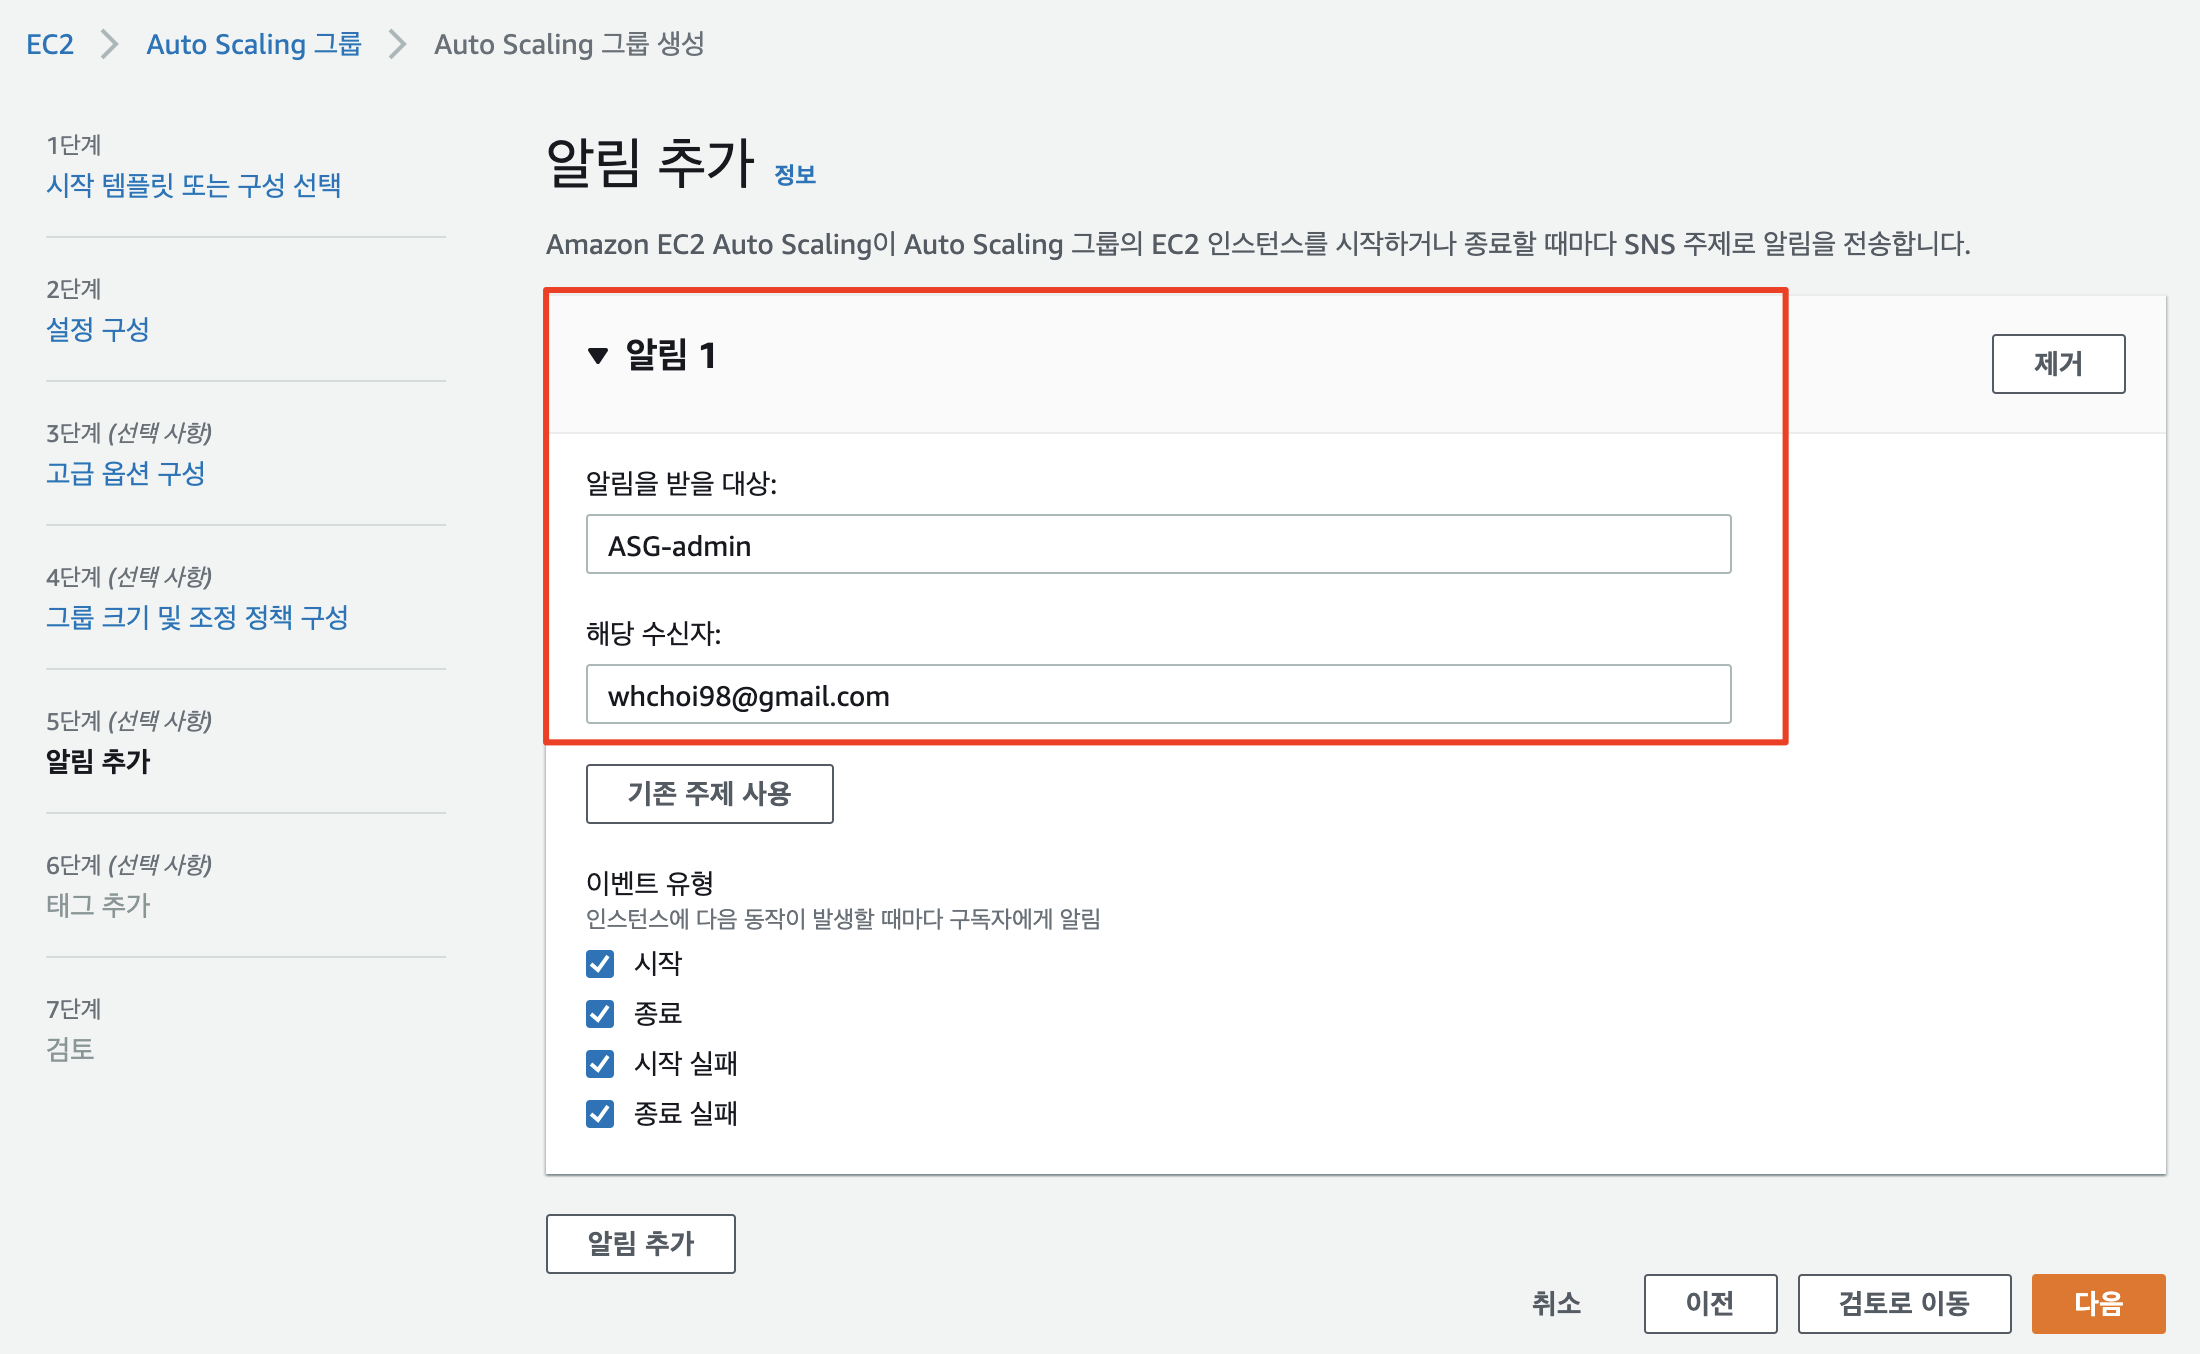 EC2 > Auto Scaling 그룹 > Auto Scaling 그룹 생성
1단계
시작 템플릿 또는 구성 선택
2단계
설정 구성
3단계 (선택 사항)
고급 옵션 구성
4단계 (선택 사항)
그룹 크기 및 조정 정책 구성
5단계 (선택 사항)
알림 추가
6단계 (선택 사항)
태그 추가
7단계
검토
알림 추가 정보
Amazon EC2 Auto Scaling이 Auto Scaling 그룹의 EC2 인스턴스를 시작하거나 종료할 때마다 SNS 주제로 알림을 전송합니다.
알림 1
제거
알림을 받을 대상:
ASG-admin
해당 수신자:
whchoi98@gmail.com
기존 주제 사용
이벤트 유형
인스턴스에 다음 동작이 발생할 때마다 구독자에게 알림
시작
종료
시작 실패
종료 실패
알림 추가
취소 이전 검토로 이동 다음